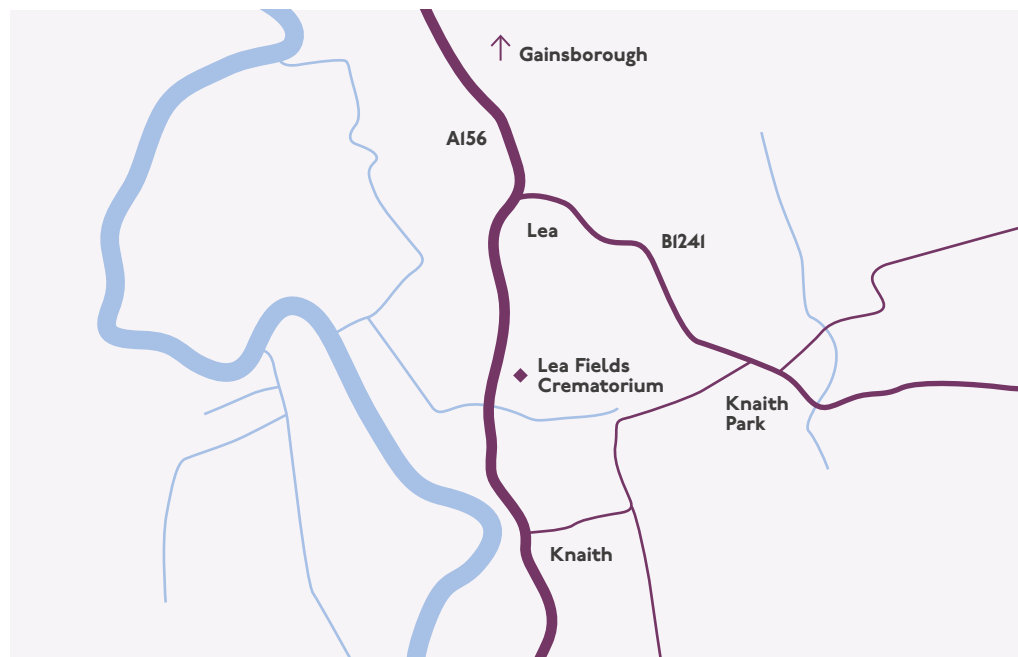 Gainsborough
A156
Lea
B1241
Lea Fields
Crematorium
Knaith
Park
Knaith